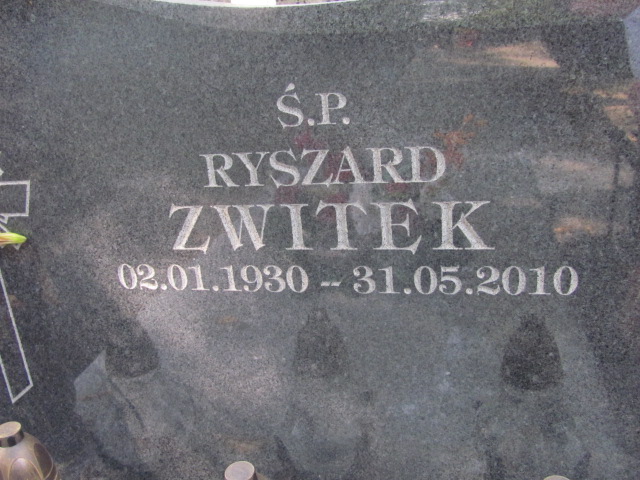 Ś.P.
RYSZARD
ZWITEK
02.01.1930 -- 31.05.2010